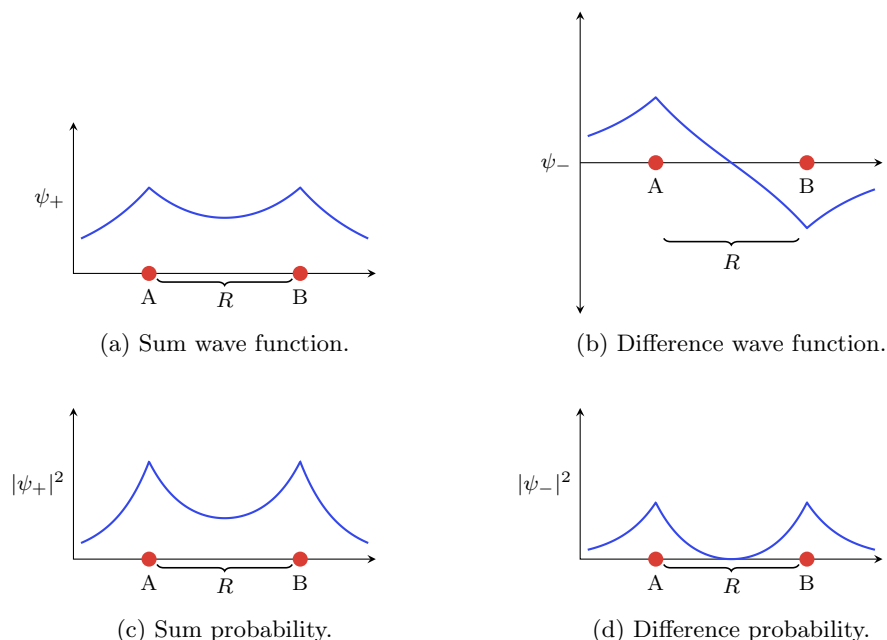 ψ₊
A
R
B
(a) Sum wave function.
ψ₋
A
B
R
(b) Difference wave function.
|ψ₊|²
A
R
B
(c) Sum probability.
|ψ₋|²
A
R
B
(d) Difference probability.